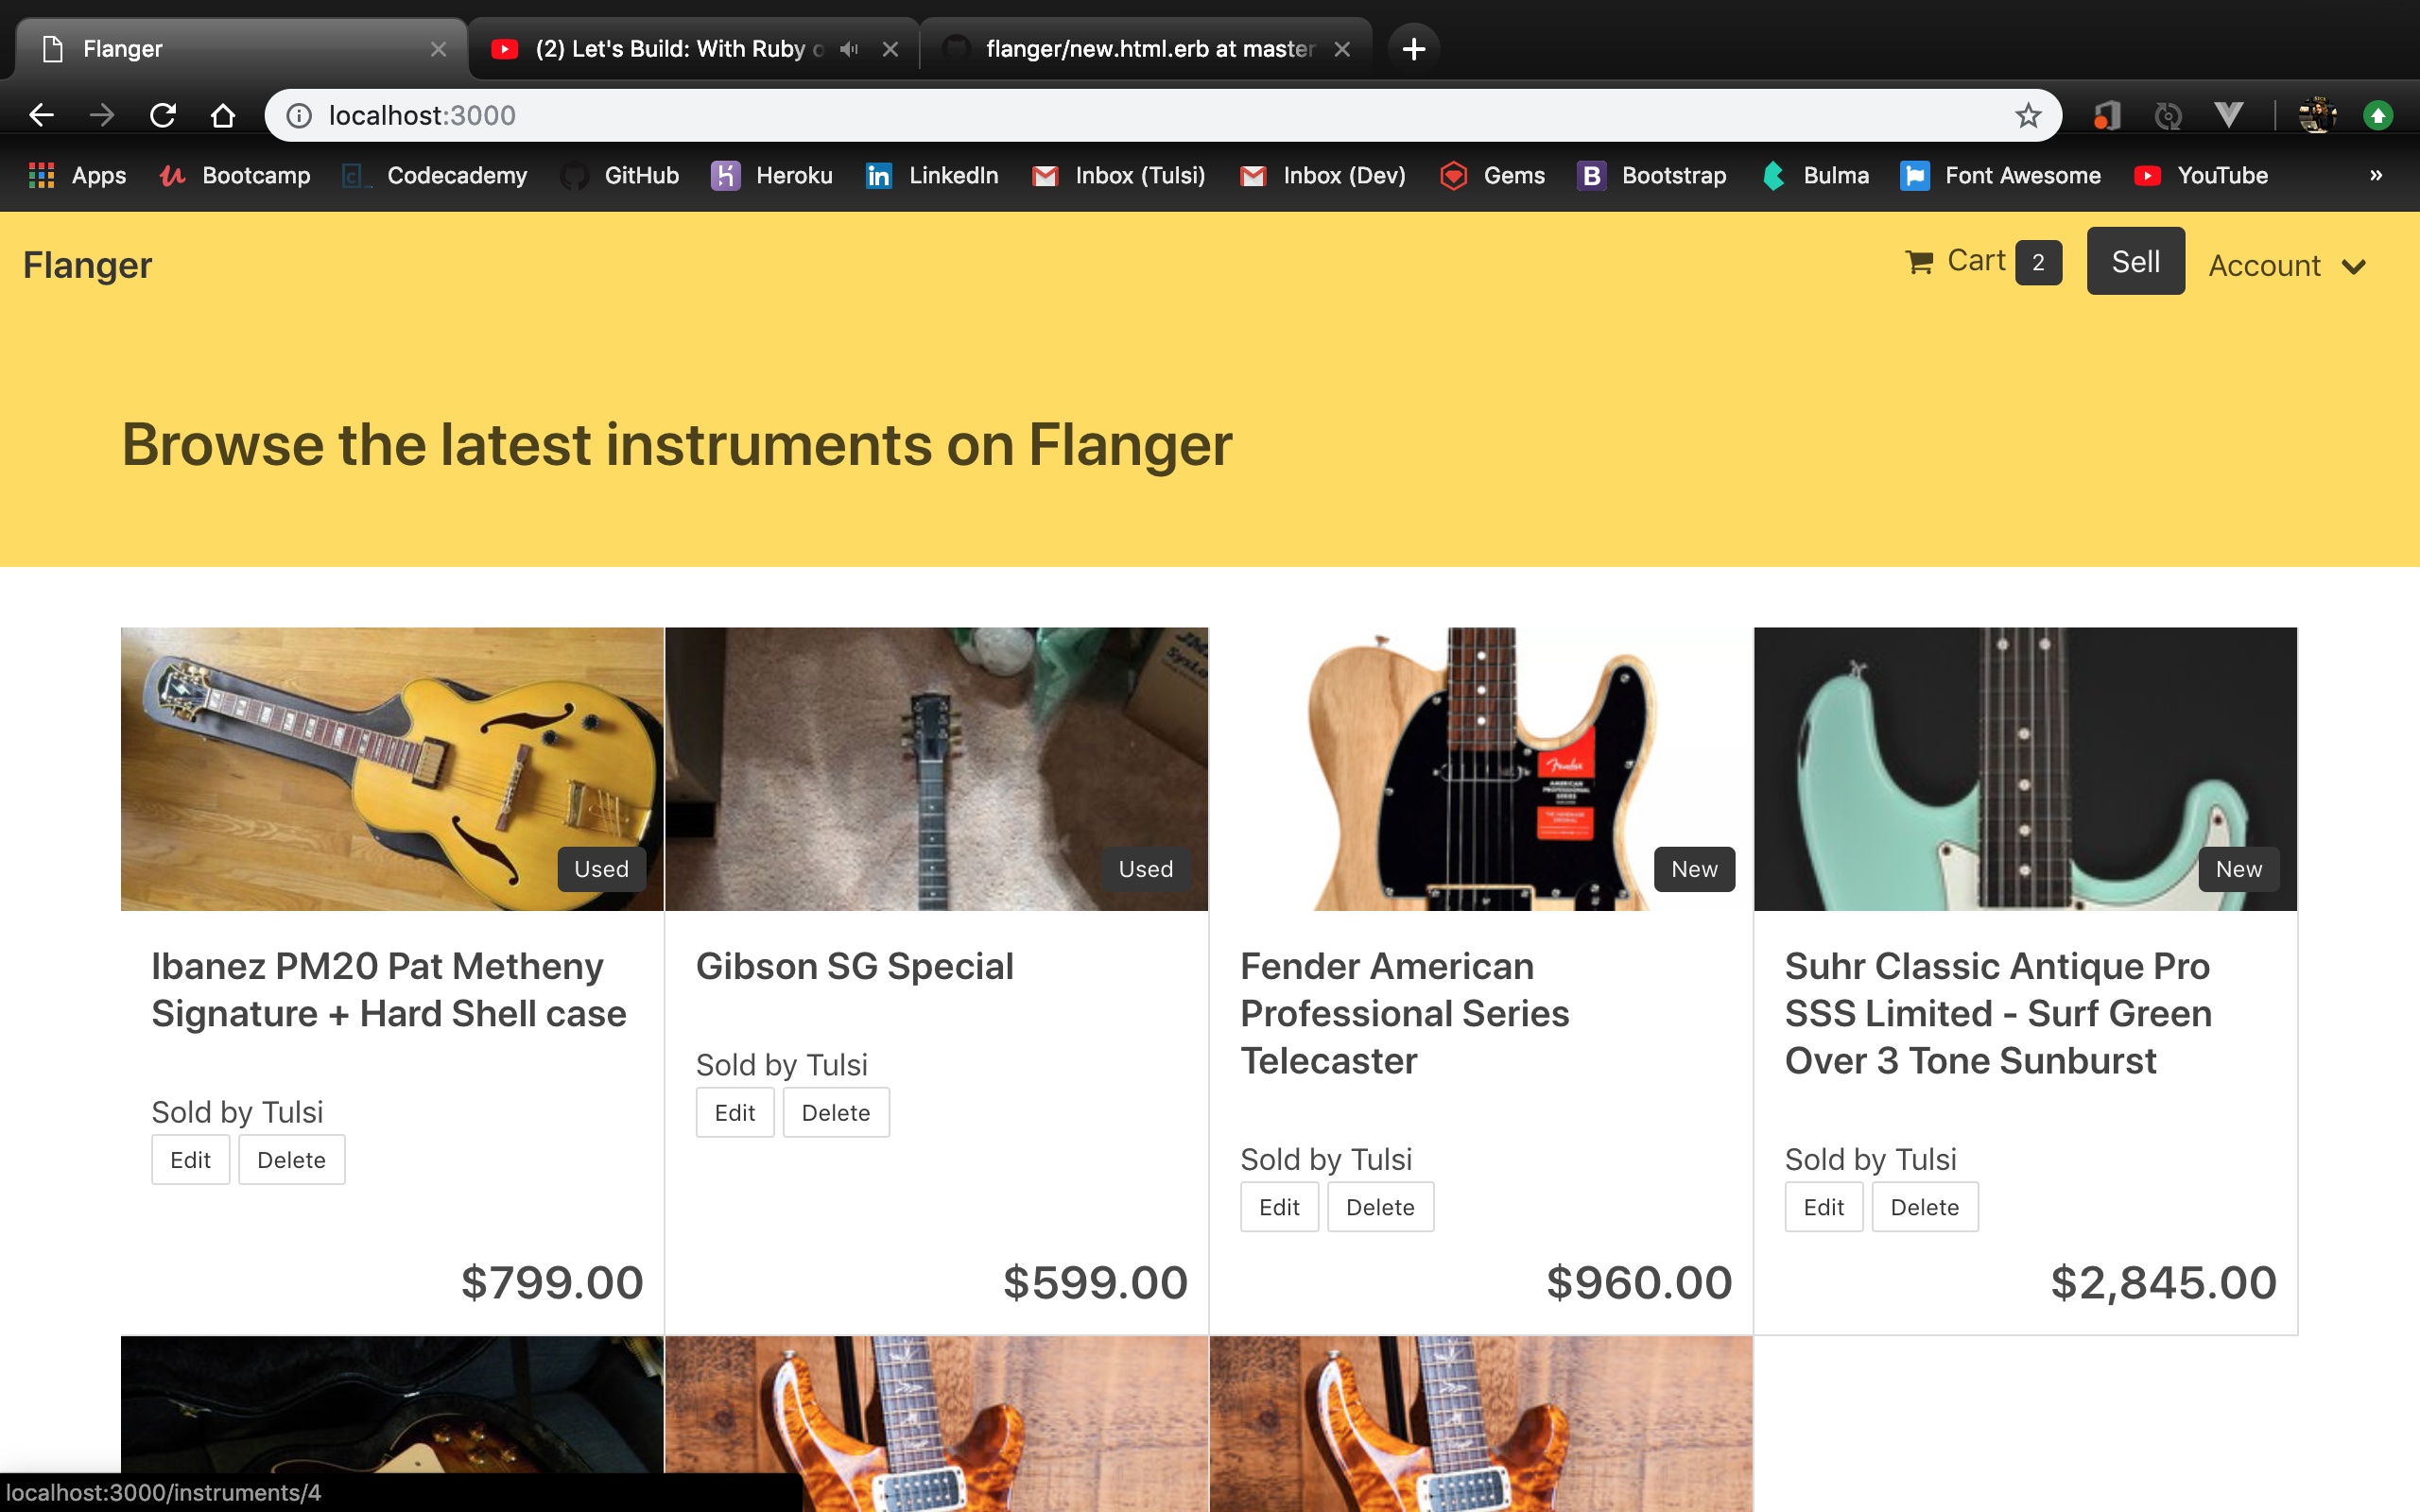 Flanger
(2) Let's Build: With Ruby o
flanger/new.html.erb at master
localhost:3000
Apps
Bootcamp
Codecademy
GitHub
Heroku
LinkedIn
Inbox (Tulsi)
Inbox (Dev)
Gems
Bootstrap
Bulma
Font Awesome
YouTube
»
Flanger
Cart 2
Sell
Account
Browse the latest instruments on Flanger
Used
Ibanez PM20 Pat Metheny
Signature + Hard Shell case
Sold by Tulsi
Edit Delete
$799.00
Used
Gibson SG Special
Sold by Tulsi
Edit Delete
$599.00
Fender
AMERICAN
PROFESSIONAL
SERIES
New
Fender American
Professional Series
Telecaster
Sold by Tulsi
Edit Delete
$960.00
New
Suhr Classic Antique Pro
SSS Limited - Surf Green
Over 3 Tone Sunburst
Sold by Tulsi
Edit Delete
$2,845.00
localhost:3000/instruments/4